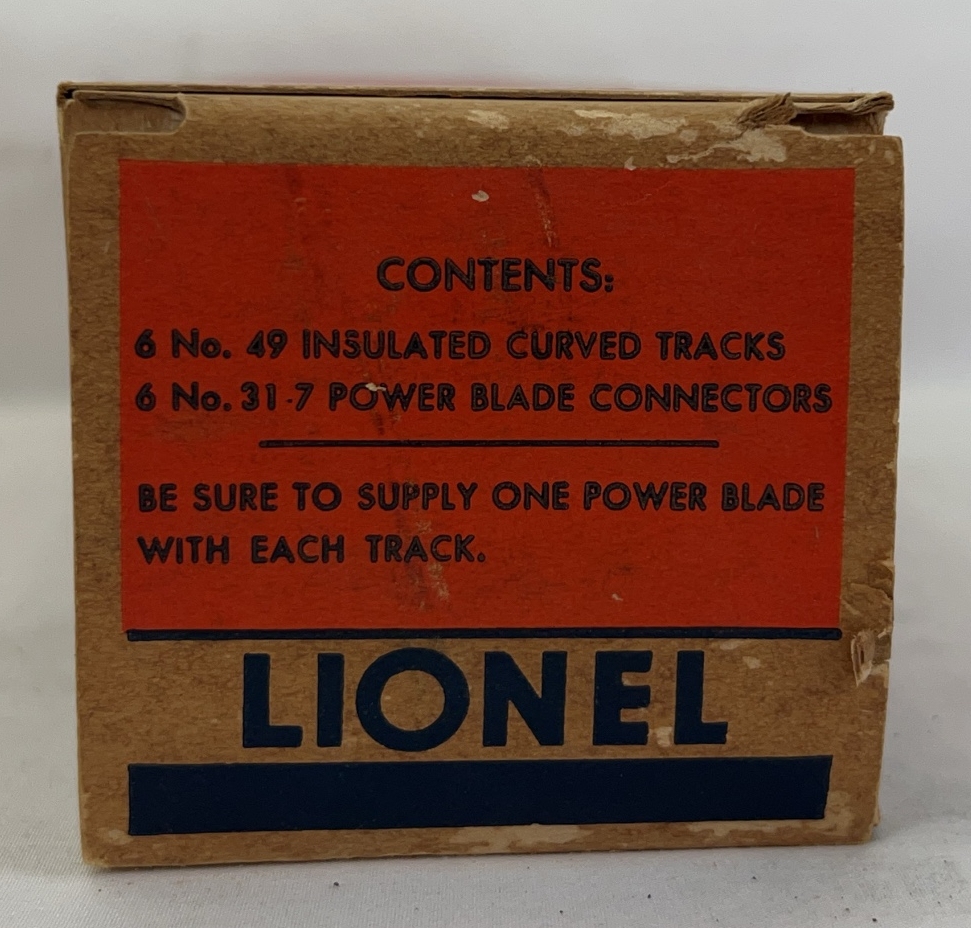 CONTENTS:
6 No. 49 INSULATED CURVED TRACKS
6 No. 31-7 POWER BLADE CONNECTORS
BE SURE TO SUPPLY ONE POWER BLADE
WITH EACH TRACK.
LIONEL